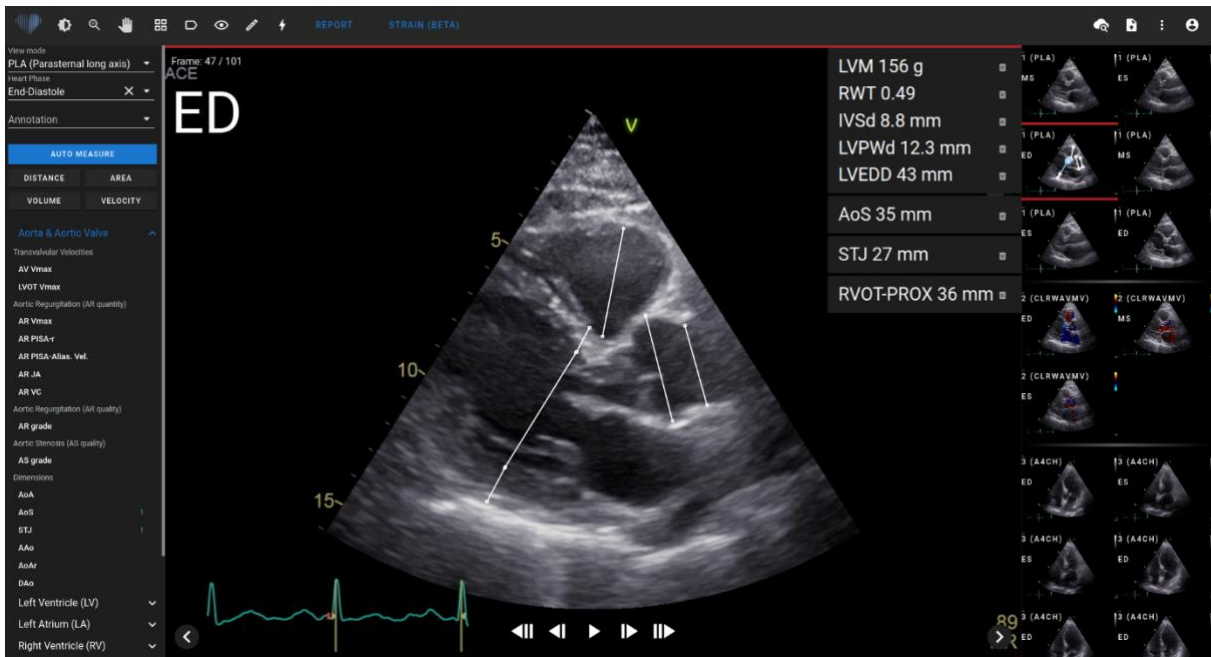 REPORT
STRAIN (BETA)
View mode
PLA (Parasternal long axis)
Heart Phase
End-Diastole
Annotation
AUTO MEASURE
DISTANCE
AREA
VOLUME
VELOCITY
Aorta & Aortic Valve
Transvalvular Velocities
AV Vmax
LVOT Vmax
Aortic Regurgitation (AR quantity)
AR Vmax
AR PISA-r
AR PISA-Alias. Vel.
AR JA
AR VC
Aortic Regurgitation (AR quality)
AR grade
Aortic Stenosis (AS quality)
AS grade
Dimensions
AoA
AoS 1
STJ 1
AAo
AoAr
DAo
Left Ventricle (LV)
Left Atrium (LA)
Right Ventricle (RV)
Frame: 47 / 101
ACE
ED
V
5
10
15
89
LVM 156 g
RWT 0.49
IVSd 8.8 mm
LVPWd 12.3 mm
LVEDD 43 mm
AoS 35 mm
STJ 27 mm
RVOT-PROX 36 mm
1 (PLA)
MS
1 (PLA)
ES
1 (PLA)
ED
1 (PLA)
MS
1 (PLA)
ES
1 (PLA)
ED
2 (CLRWAVMV)
ED
2 (CLRWAVMV)
MS
2 (CLRWAVMV)
ES
3 (A4CH)
ED
3 (A4CH)
ES
3 (A4CH)
ES
3 (A4CH)
ED
3 (A4CH)
ED
3 (A4CH)
ED